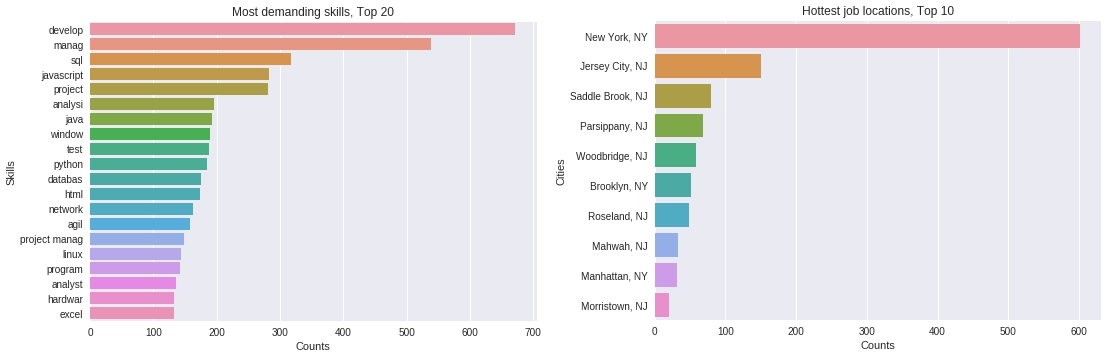 Most demanding skills, Top 20
Skills
develop
manag
sql
javascript
project
analysi
java
window
test
python
databas
html
network
agil
project manag
linux
program
analyst
hardwar
excel
0 100 200 300 400 500 600 700
Counts
Hottest job locations, Top 10
Cities
New York, NY
Jersey City, NJ
Saddle Brook, NJ
Parsippany, NJ
Woodbridge, NJ
Brooklyn, NY
Roseland, NJ
Mahwah, NJ
Manhattan, NY
Morristown, NJ
0 100 200 300 400 500 600
Counts